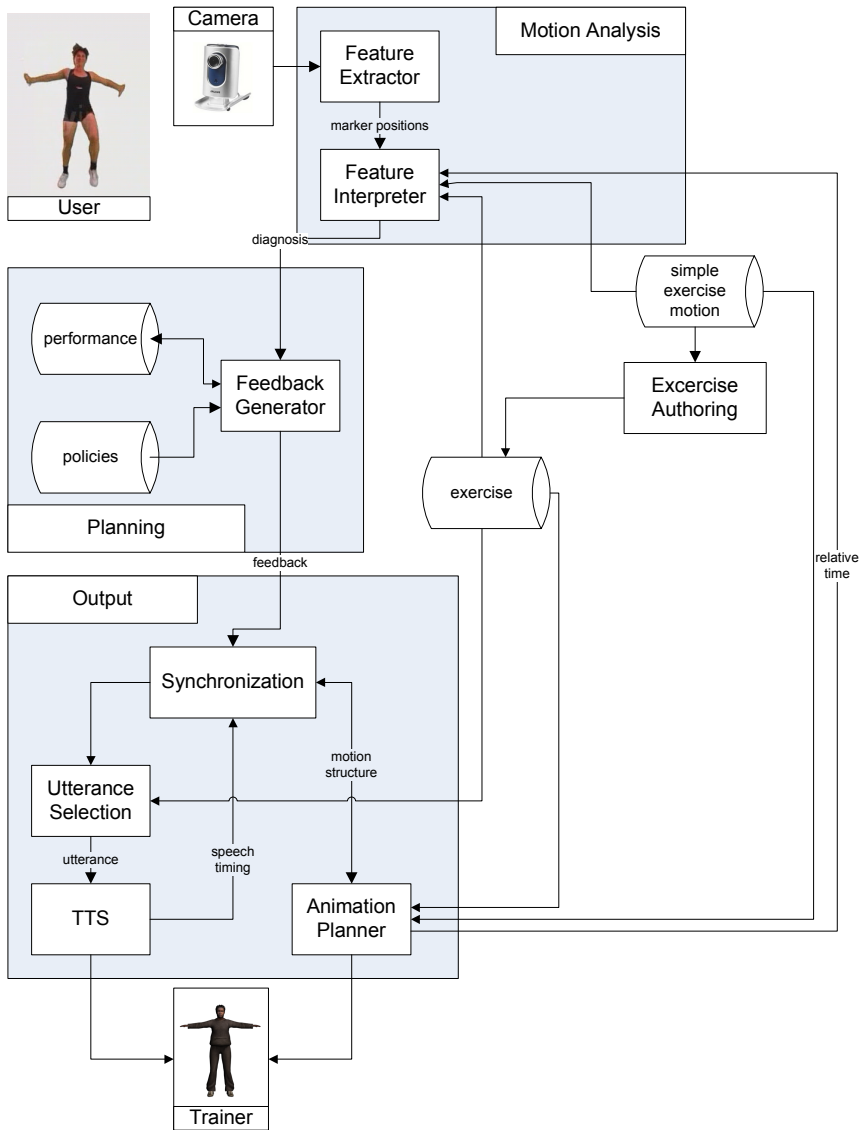 Camera
Motion Analysis
Feature
Extractor
marker positions
Feature
Interpreter
User
diagnosis
simple
exercise
motion
performance
Feedback
Generator
Excercise
Authoring
policies
exercise
Planning
feedback
relative
time
Output
Synchronization
motion
structure
Utterance
Selection
utterance
speech
timing
TTS
Animation
Planner
Trainer